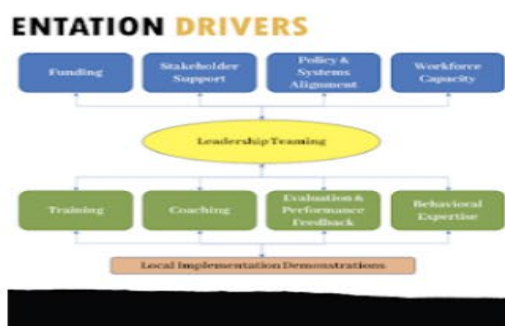 ENTATION DRIVERS
Funding
Stakeholder
Support
Policy &
Systems
Alignment
Workforce
Capacity
Leadership Teaming
Training
Coaching
Evaluation &
Performance
Feedback
Behavioral
Expertise
Local Implementation Demonstrations